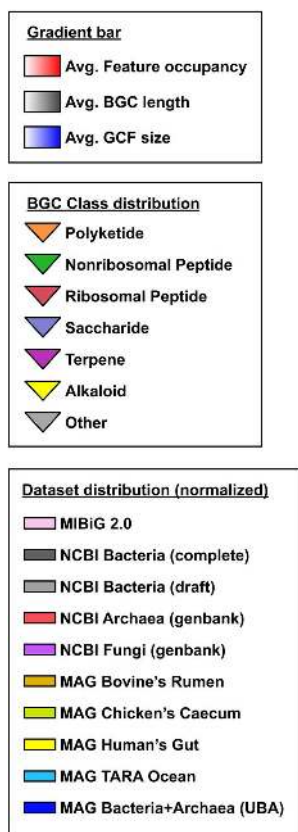 Gradient bar
Avg. Feature occupancy
Avg. BGC length
Avg. GCF size
BGC Class distribution
Polyketide
Nonribosomal Peptide
Ribosomal Peptide
Saccharide
Terpene
Alkaloid
Other
Dataset distribution (normalized)
MIBiG 2.0
NCBI Bacteria (complete)
NCBI Bacteria (draft)
NCBI Archaea (genbank)
NCBI Fungi (genbank)
MAG Bovine's Rumen
MAG Chicken's Caecum
MAG Human's Gut
MAG TARA Ocean
MAG Bacteria+Archaea (UBA)